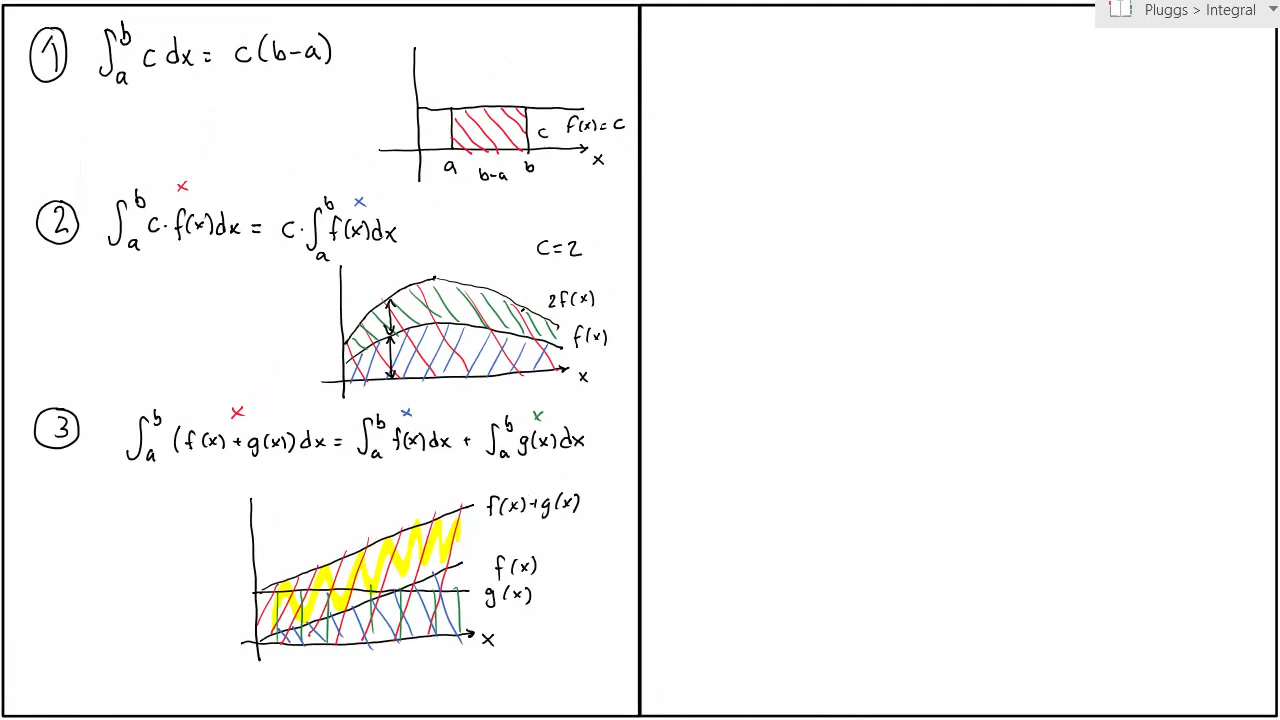 Pluggs > Integral
① ∫_a^b c dx = c(b-a)
c f(x)=c
a b x
b-a
x
② ∫_a^b c·f(x)dx = c·∫_a^b f(x)dx
x
c=2
2f(x)
f(x)
x
③ ∫_a^b (f(x)+g(x))dx = ∫_a^b f(x)dx + ∫_a^b g(x)dx
x x x
f(x)+g(x)
f(x)
g(x)
x